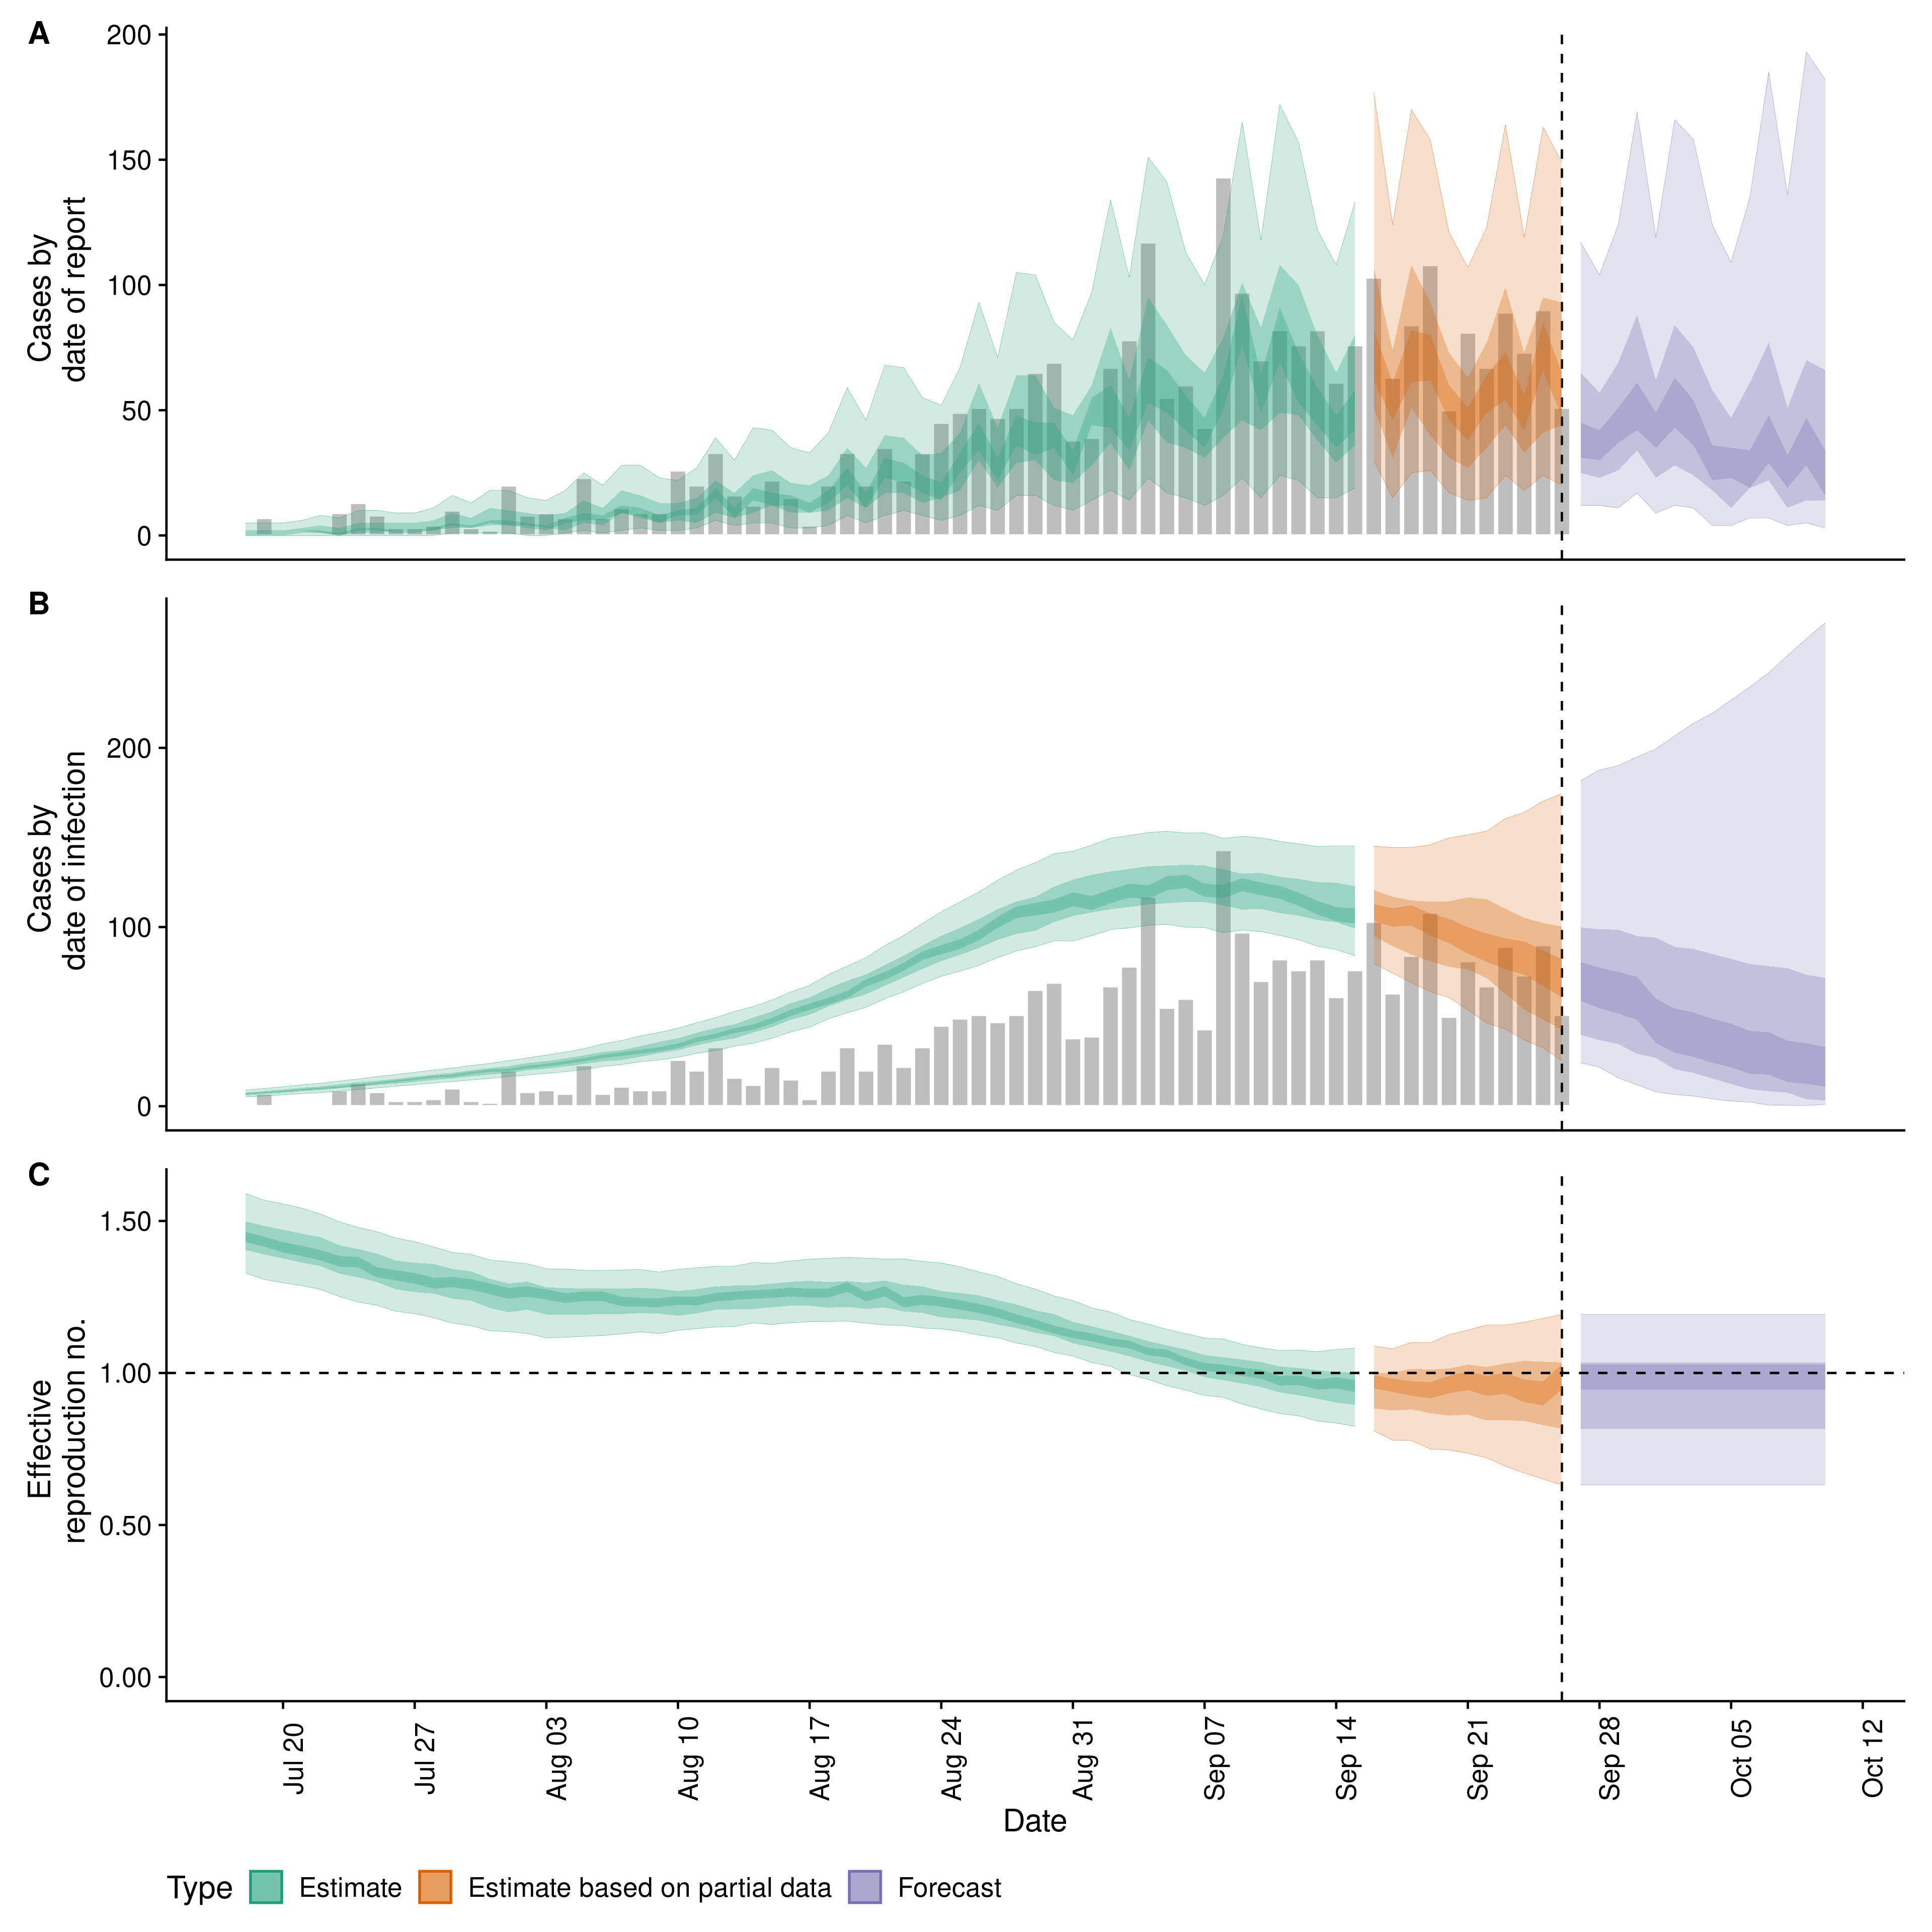 A
Cases by
date of report
200
150
100
50
0
B
Cases by
date of infection
200
100
0
C
Effective
reproduction no.
1.50
1.00
0.50
0.00
Jul 20
Jul 27
Aug 03
Aug 10
Aug 17
Aug 24
Aug 31
Sep 07
Sep 14
Sep 21
Sep 28
Oct 05
Oct 12
Date
Type Estimate Estimate based on partial data Forecast